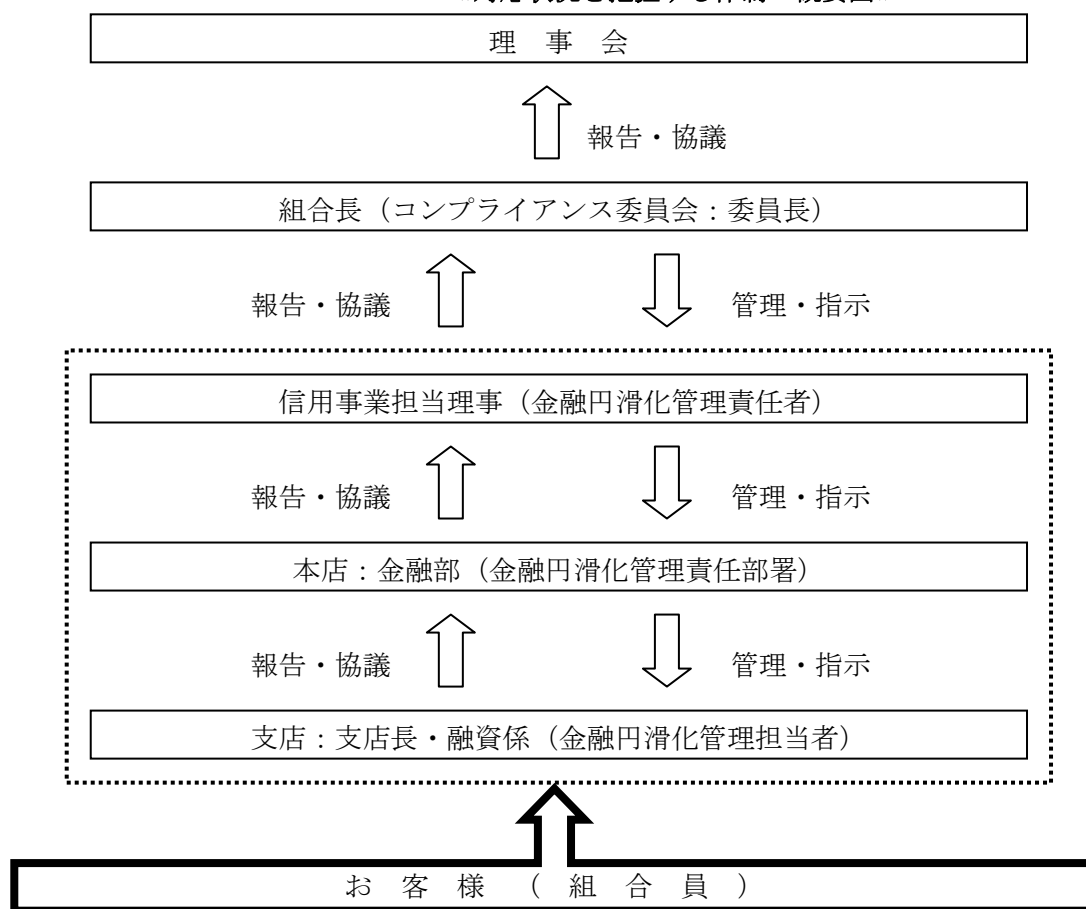 理 事 会
報告・協議
組合長（コンプライアンス委員会：委員長）
報告・協議 管理・指示
信用事業担当理事（金融円滑化管理責任者）
報告・協議 管理・指示
本店：金融部（金融円滑化管理責任部署）
報告・協議 管理・指示
支店：支店長・融資係（金融円滑化管理担当者）
お 客 様 （ 組 合 員 ）